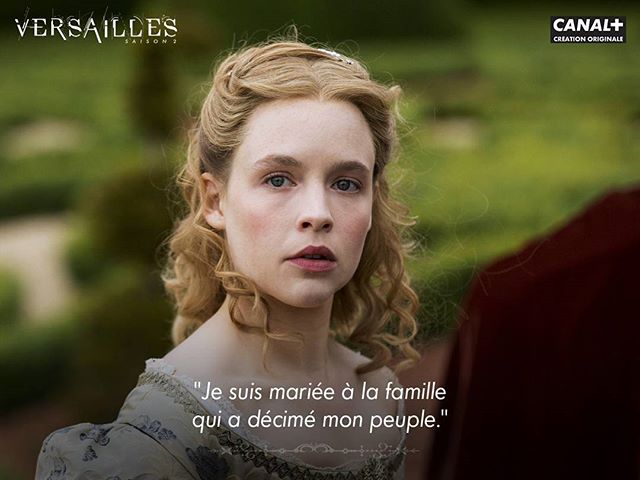 VERSAILLES
SAISON 2
CANAL+
CRÉATION ORIGINALE
"Je suis mariée à la famille
qui a décimé mon peuple."